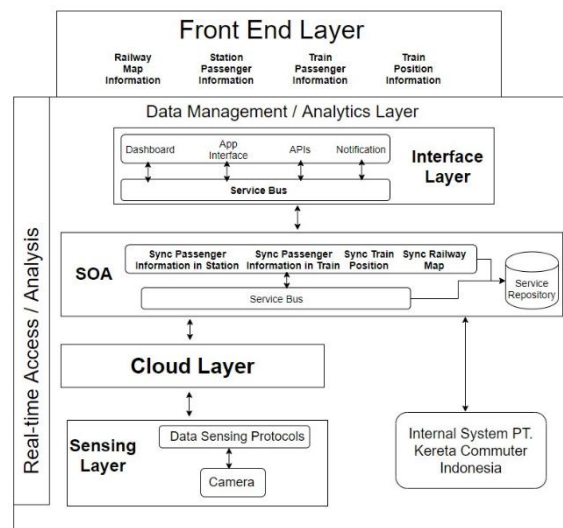 Front End Layer
Railway Map Information
Station Passenger Information
Train Passenger Information
Train Position Information
Real-time Access / Analysis
Data Management / Analytics Layer
Dashboard
App Interface
APIs
Notification
Service Bus
Interface Layer
SOA
Sync Passenger Information in Station
Sync Passenger Information in Train
Sync Train Position
Sync Railway Map
Service Bus
Service Repository
Cloud Layer
Sensing Layer
Data Sensing Protocols
Camera
Internal System PT.
Kereta Commuter
Indonesia